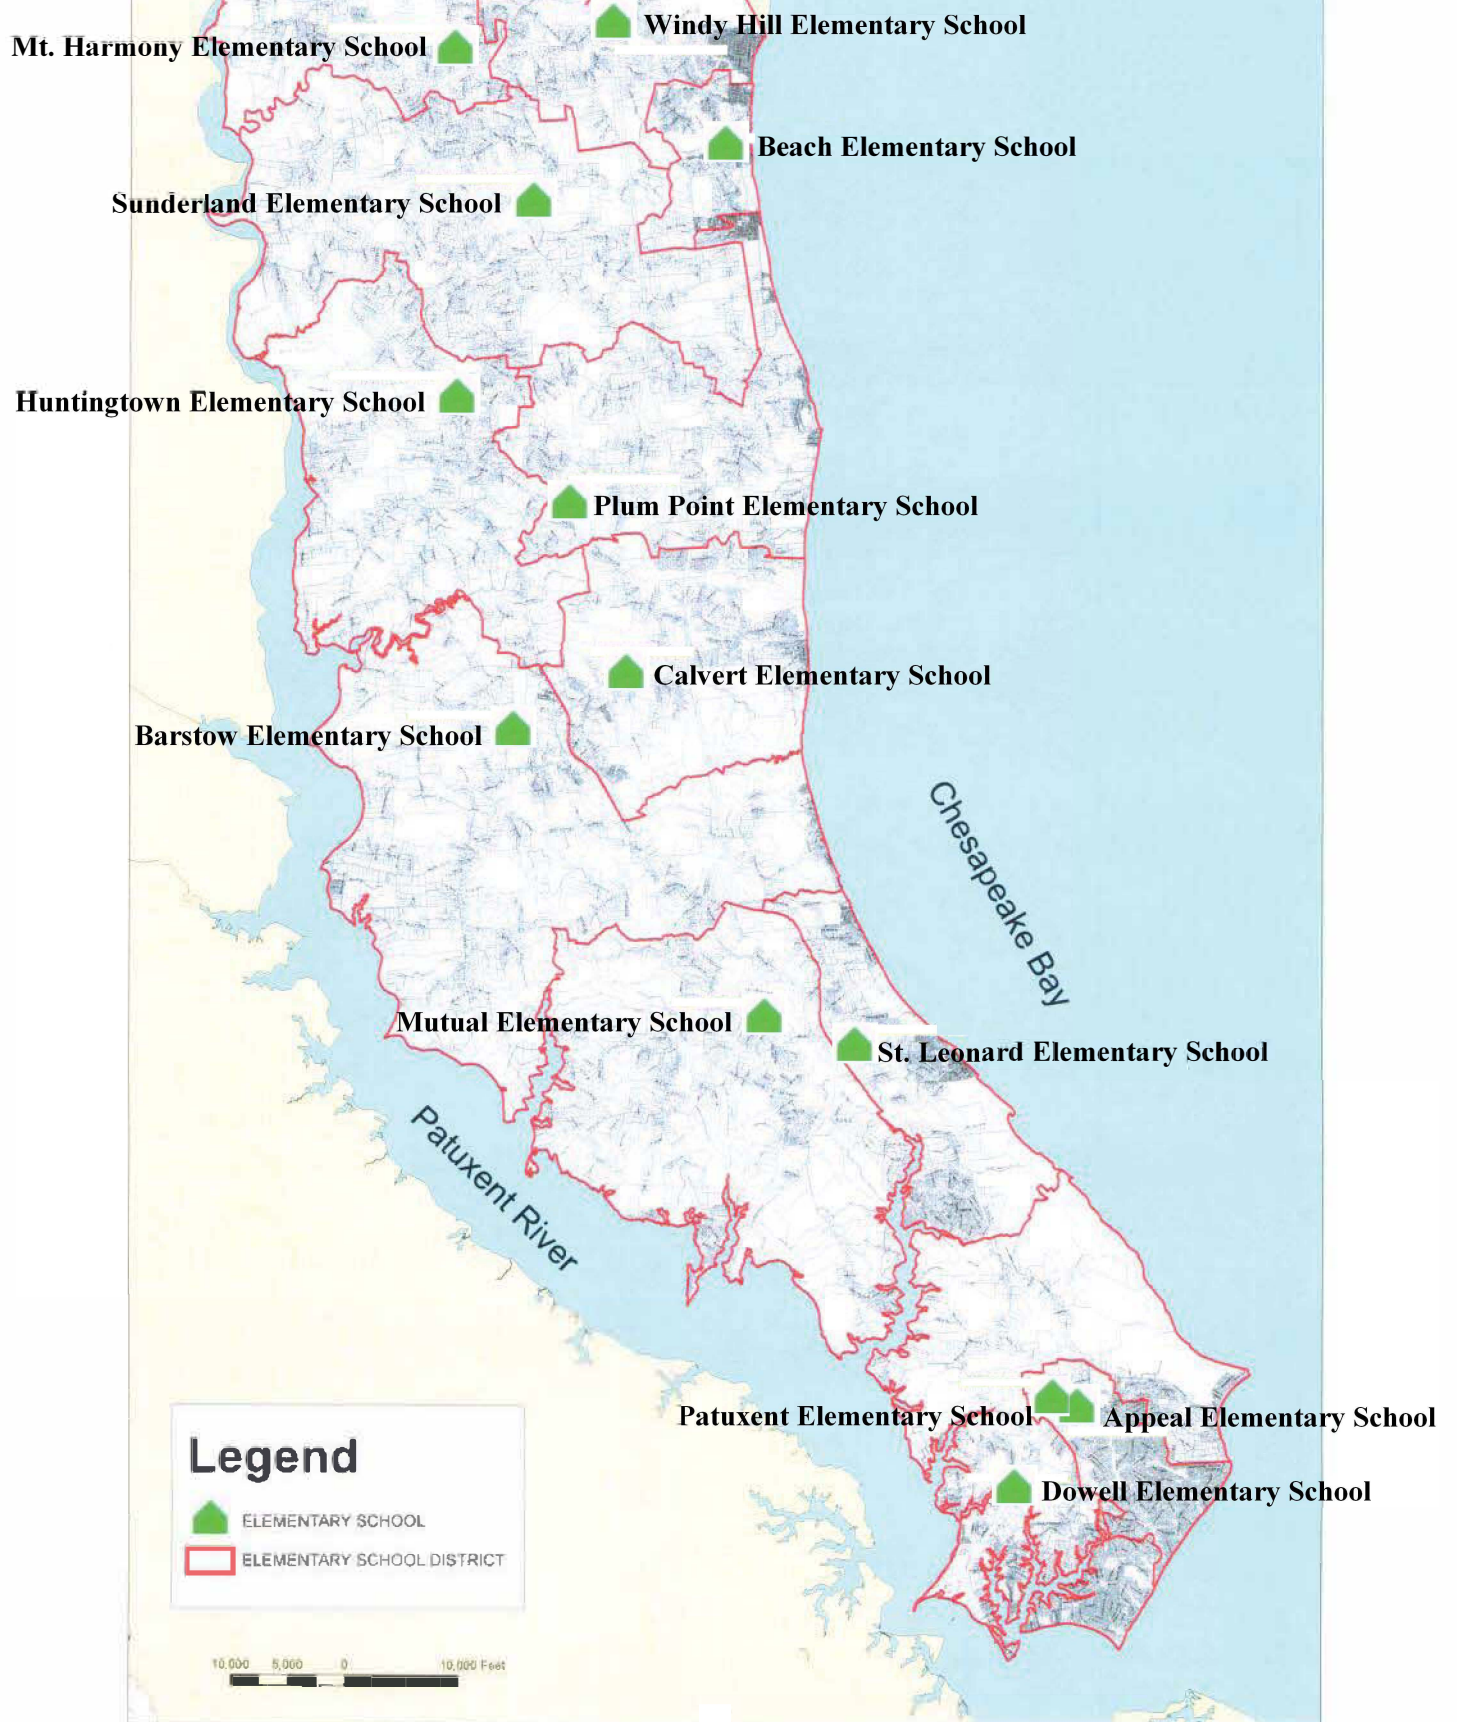 Windy Hill Elementary School
Mt. Harmony Elementary School
Beach Elementary School
Sunderland Elementary School
Huntingtown Elementary School
Plum Point Elementary School
Calvert Elementary School
Barstow Elementary School
Chesapeake Bay
Mutual Elementary School
St. Leonard Elementary School
Patuxent River
Patuxent Elementary School
Appeal Elementary School
Dowell Elementary School
Legend
ELEMENTARY SCHOOL
ELEMENTARY SCHOOL DISTRICT
10,000 5,000 0 10,000 Feet